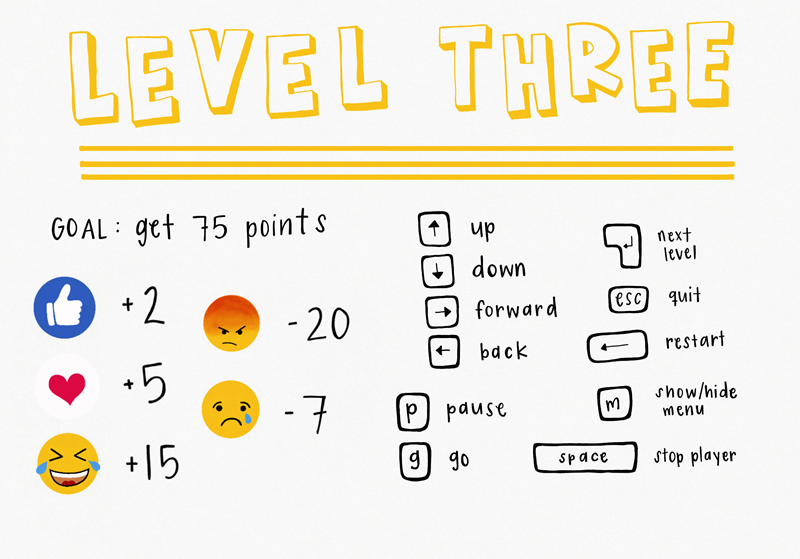 LEVEL THREE
GOAL: get 75 points
+2
+5
+15
-20
-7
up
down
forward
back
p pause
g go
next
level
esc quit
restart
m show/hide
menu
space stop player